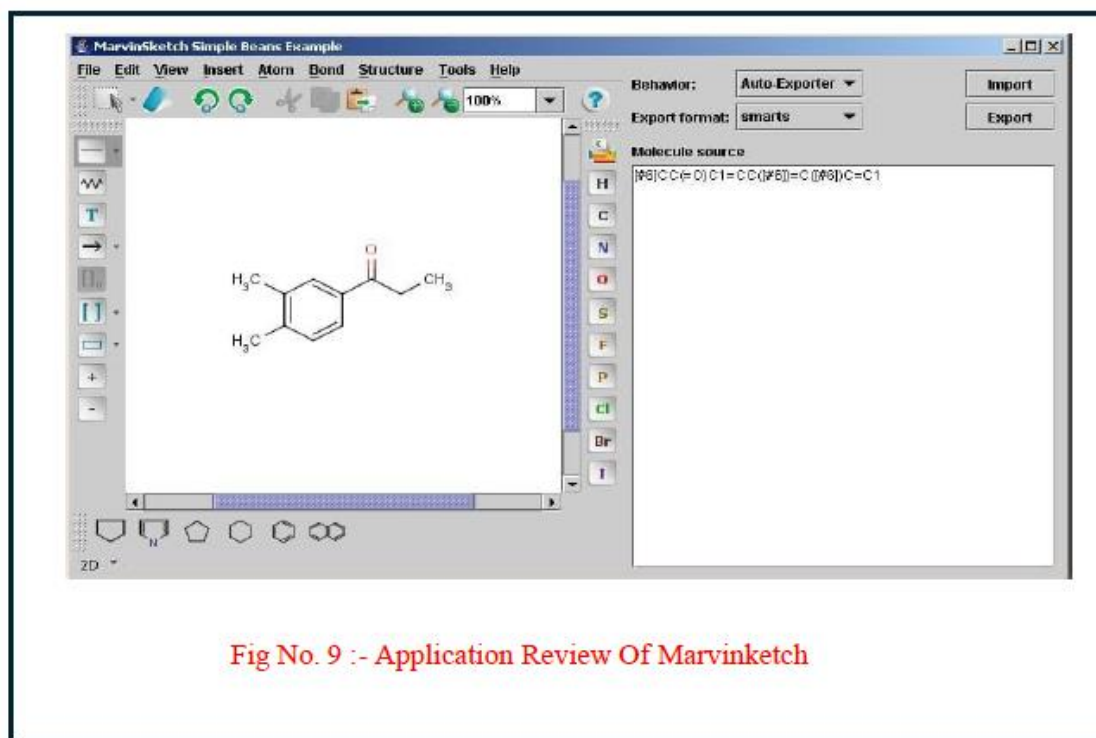 MarvinSketch Simple Beans Example
File Edit View Insert Atom Bond Structure Tools Help
100%
?
T
[ ]n
[ ]
+
-
H
C
N
O
S
F
P
Cl
Br
I
O
H3C
CH3
H3C
N
2D
Behavior: Auto-Exporter Import
Export format: smarts Export
Molecule source
[#6]CC(=O)C1=CC([#6])=C([#6])C=C1
Fig No. 9 :- Application Review Of Marvinketch